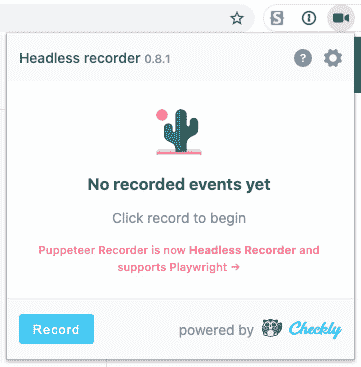 Headless recorder 0.8.1
No recorded events yet
Click record to begin
Puppeteer Recorder is now Headless Recorder and
supports Playwright →
Record
powered by Checkly